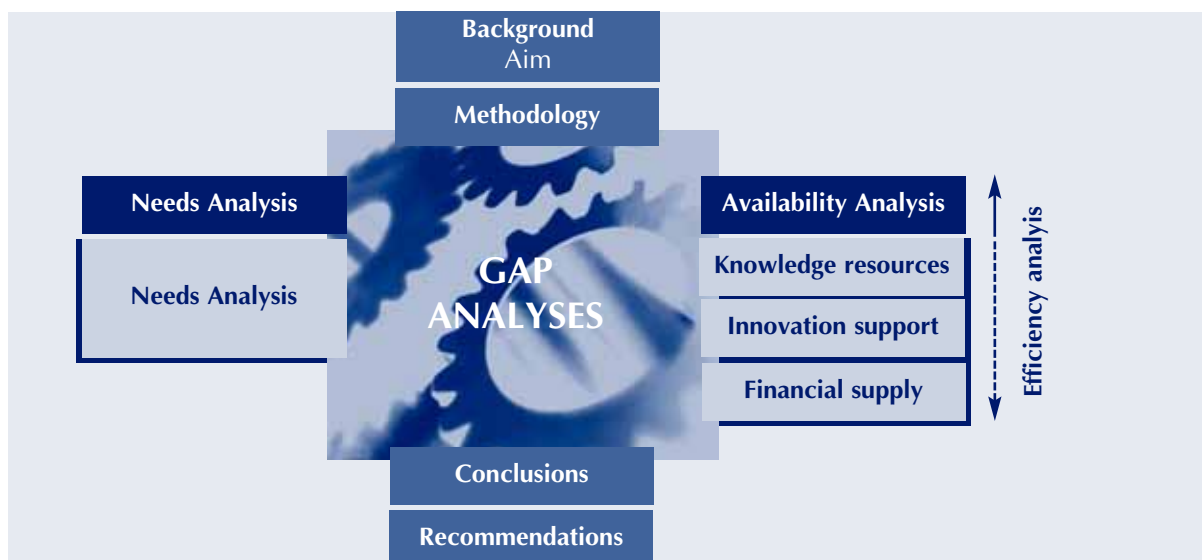 Background
Aim
Methodology
Needs Analysis
Needs Analysis
GAP
ANALYSES
Availability Analysis
Knowledge resources
Innovation support
Financial supply
Efficiency analyis
Conclusions
Recommendations